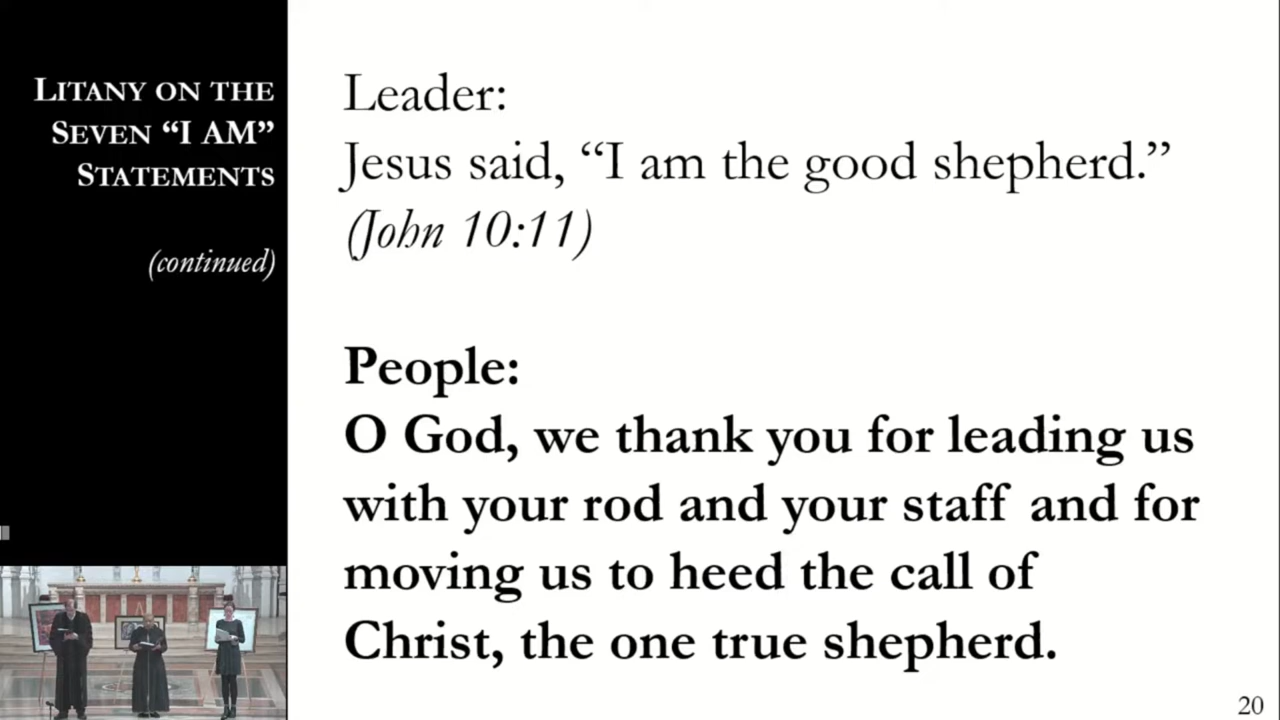 LITANY ON THE
SEVEN “I AM”
STATEMENTS
(continued)
Leader:
Jesus said, “I am the good shepherd.”
(John 10:11)
People:
O God, we thank you for leading us
with your rod and your staff and for
moving us to heed the call of
Christ, the one true shepherd.
20